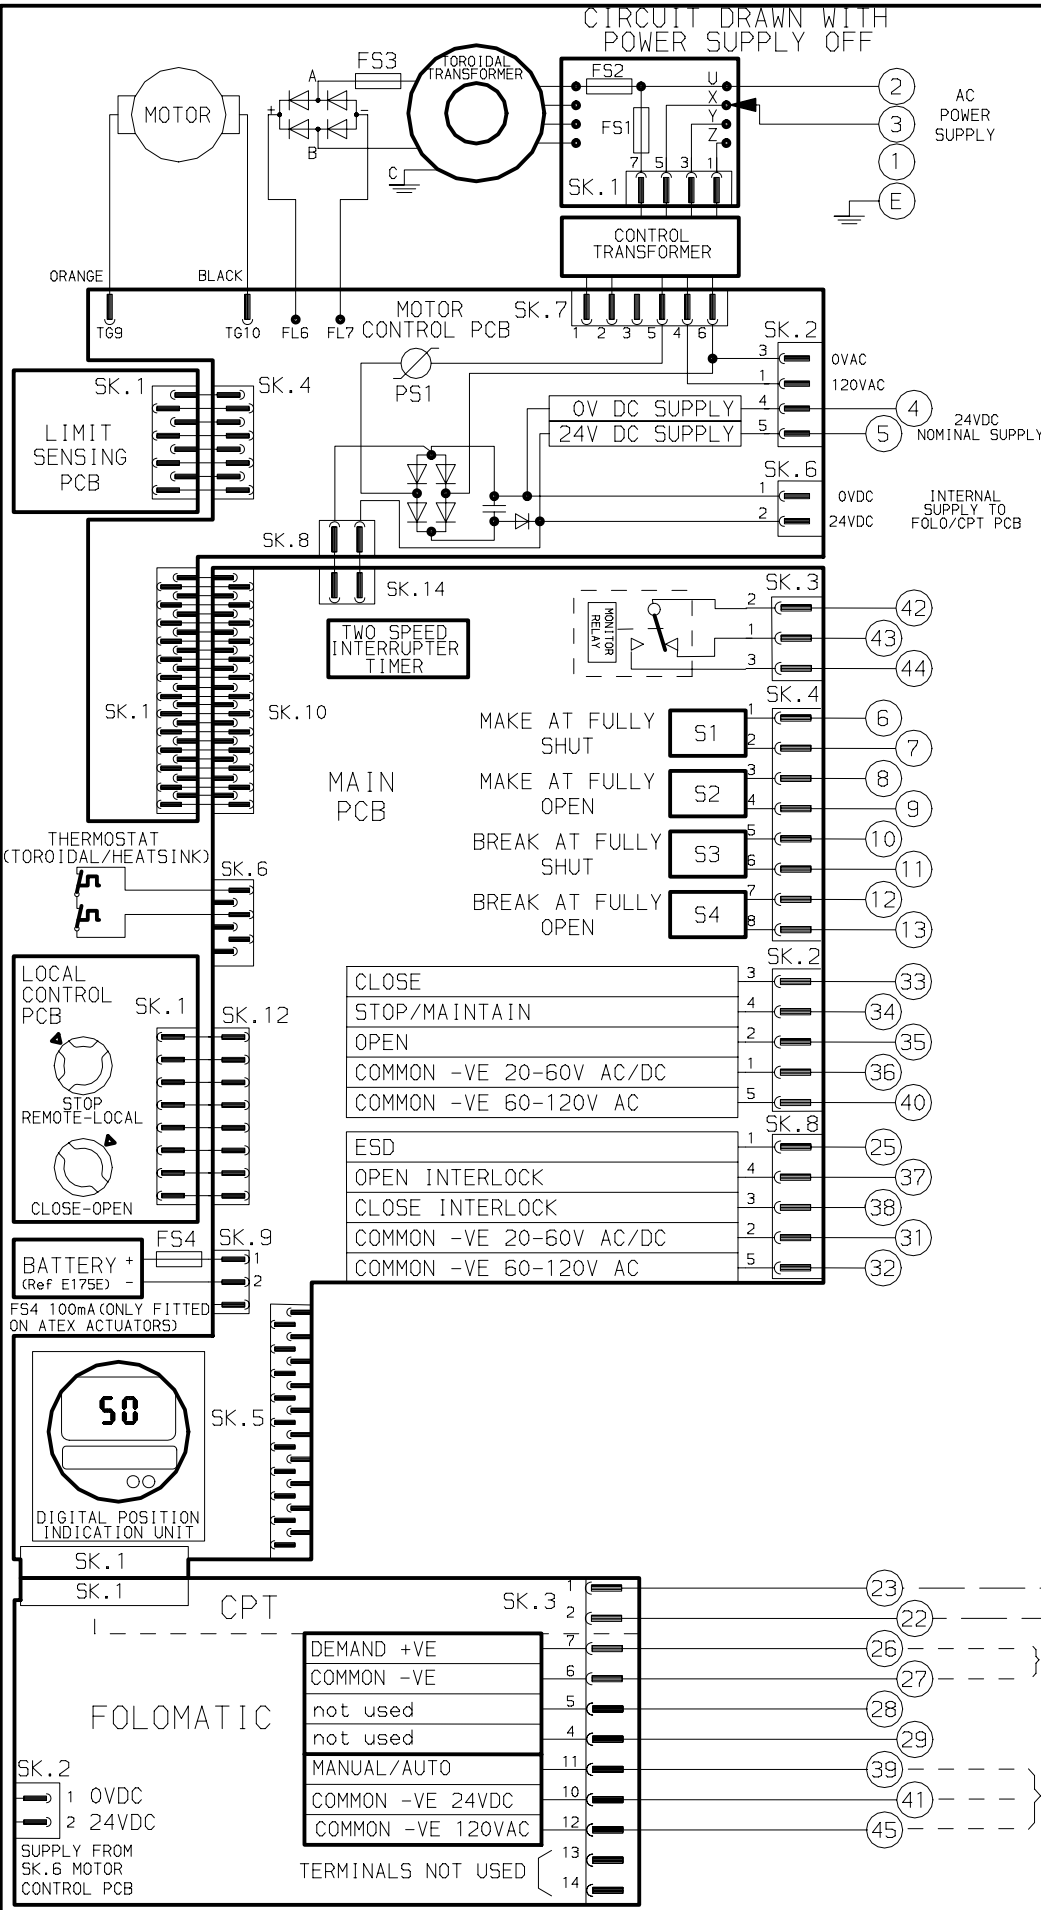 CIRCUIT DRAWN WITH
POWER SUPPLY OFF
MOTOR
A
FS3
+
-
B
C
TOROIDAL
TRANSFORMER
FS2
FS1
U
X
Y
Z
7 5 3 1
SK.1
2
3
1
E
AC
POWER
SUPPLY
CONTROL
TRANSFORMER
ORANGE
BLACK
TG9
TG10
FL6
FL7
MOTOR
CONTROL PCB
SK.7
1 2 3 5 4 6
PS1
SK.2
3 0VAC
1 120VAC
0V DC SUPPLY 4 4
24V DC SUPPLY 5 5
24VDC
NOMINAL SUPPLY
SK.6
1 0VDC
2 24VDC
INTERNAL
SUPPLY TO
FOLO/CPT PCB
SK.1
SK.4
LIMIT
SENSING
PCB
SK.8
SK.14
TWO SPEED
INTERRUPTER
TIMER
MONITOR
RELAY
SK.3
2 42
1 43
3 44
SK.1
SK.10
MAIN
PCB
SK.4
MAKE AT FULLY
SHUT
S1
1 6
2 7
MAKE AT FULLY
OPEN
S2
3 8
4 9
BREAK AT FULLY
SHUT
S3
5 10
6 11
BREAK AT FULLY
OPEN
S4
7 12
8 13
THERMOSTAT
(TOROIDAL/HEATSINK)
SK.6
SK.2
CLOSE 3 33
STOP/MAINTAIN 4 34
OPEN 2 35
COMMON -VE 20-60V AC/DC 1 36
COMMON -VE 60-120V AC 5 40
SK.8
ESD 1 25
OPEN INTERLOCK 4 37
CLOSE INTERLOCK 3 38
COMMON -VE 20-60V AC/DC 2 31
COMMON -VE 60-120V AC 5 32
LOCAL
CONTROL
PCB
SK.1
SK.12
STOP
REMOTE-LOCAL
CLOSE-OPEN
BATTERY + -
(Ref E175E)
FS4
SK.9
1
2
FS4 100mA(ONLY FITTED
ON ATEX ACTUATORS)
50
SK.5
DIGITAL POSITION
INDICATION UNIT
SK.1
SK.1
CPT
SK.3
1 23
2 22
DEMAND +VE 7 26
COMMON -VE 6 27
not used 5 28
not used 4 29
MANUAL/AUTO 11 39
COMMON -VE 24VDC 10 41
COMMON -VE 120VAC 12 45
TERMINALS NOT USED
13
14
FOLOMATIC
SK.2
1 0VDC
2 24VDC
SUPPLY FROM
SK.6 MOTOR
CONTROL PCB